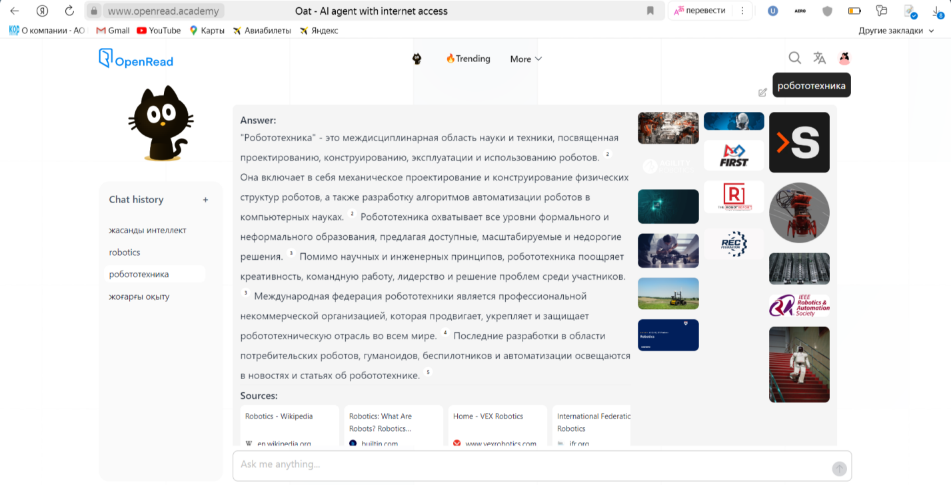 www.openread.academy
Oat - AI agent with internet access
перевести
О компании - АО
Gmail
YouTube
Карты
Авиабилеты
Яндекс
Другие закладки
OpenRead
🔥Trending
More
робототехника
Chat history +
жасанды интеллект
robotics
робототехника
жоғарғы оқыту
Answer:
"Робототехника" - это междисциплинарная область науки и техники, посвященная
проектированию, конструированию, эксплуатации и использованию роботов. 2
Она включает в себя механическое проектирование и конструирование физических
структур роботов, а также разработку алгоритмов автоматизации роботов в
компьютерных науках. 2 Робототехника охватывает все уровни формального и
неформального образования, предлагая доступные, масштабируемые и недорогие
решения. 3 Помимо научных и инженерных принципов, робототехника поощряет
креативность, командную работу, лидерство и решение проблем среди участников.
3 Международная федерация робототехники является профессиональной
некоммерческой организацией, которая продвигает, укрепляет и защищает
робототехническую отрасль во всем мире. 4 Последние разработки в области
потребительских роботов, гуманоидов, беспилотников и автоматизации освещаются
в новостях и статьях об робототехнике. 5
FIRST
REC
IEEE
Robotics &
Automation
Society
Robotics
Sources:
Robotics - Wikipedia
en.wikipedia.org
Robotics: What Are
Robots? Robotics...
builtin.com
Home - VEX Robotics
www.vexrobotics.com
International Federatic
Robotics
ifr.org
Ask me anything...